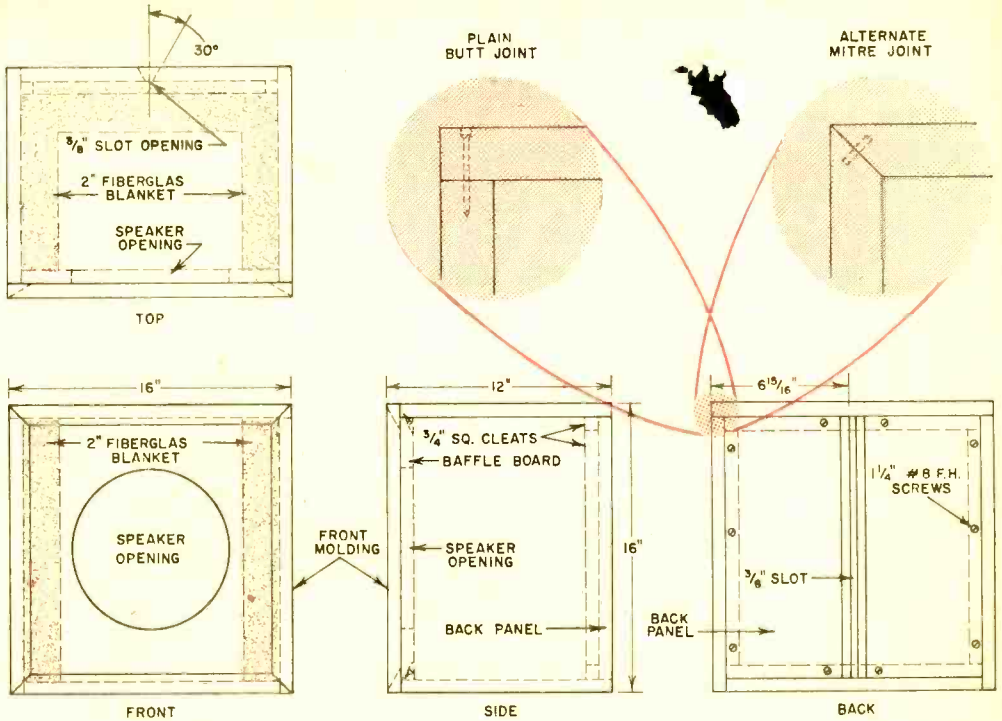 30°
3/8" SLOT OPENING
2" FIBERGLAS
BLANKET
SPEAKER
OPENING
TOP
PLAIN
BUTT JOINT
ALTERNATE
MITRE JOINT
16"
2" FIBERGLAS
BLANKET
SPEAKER
OPENING
FRONT
MOLDING
FRONT
12"
3/4" SQ. CLEATS
BAFFLE BOARD
SPEAKER
OPENING
BACK PANEL
16"
SIDE
6 15/16"
1 1/4" #8 F.H.
SCREWS
3/8" SLOT
BACK
PANEL
BACK